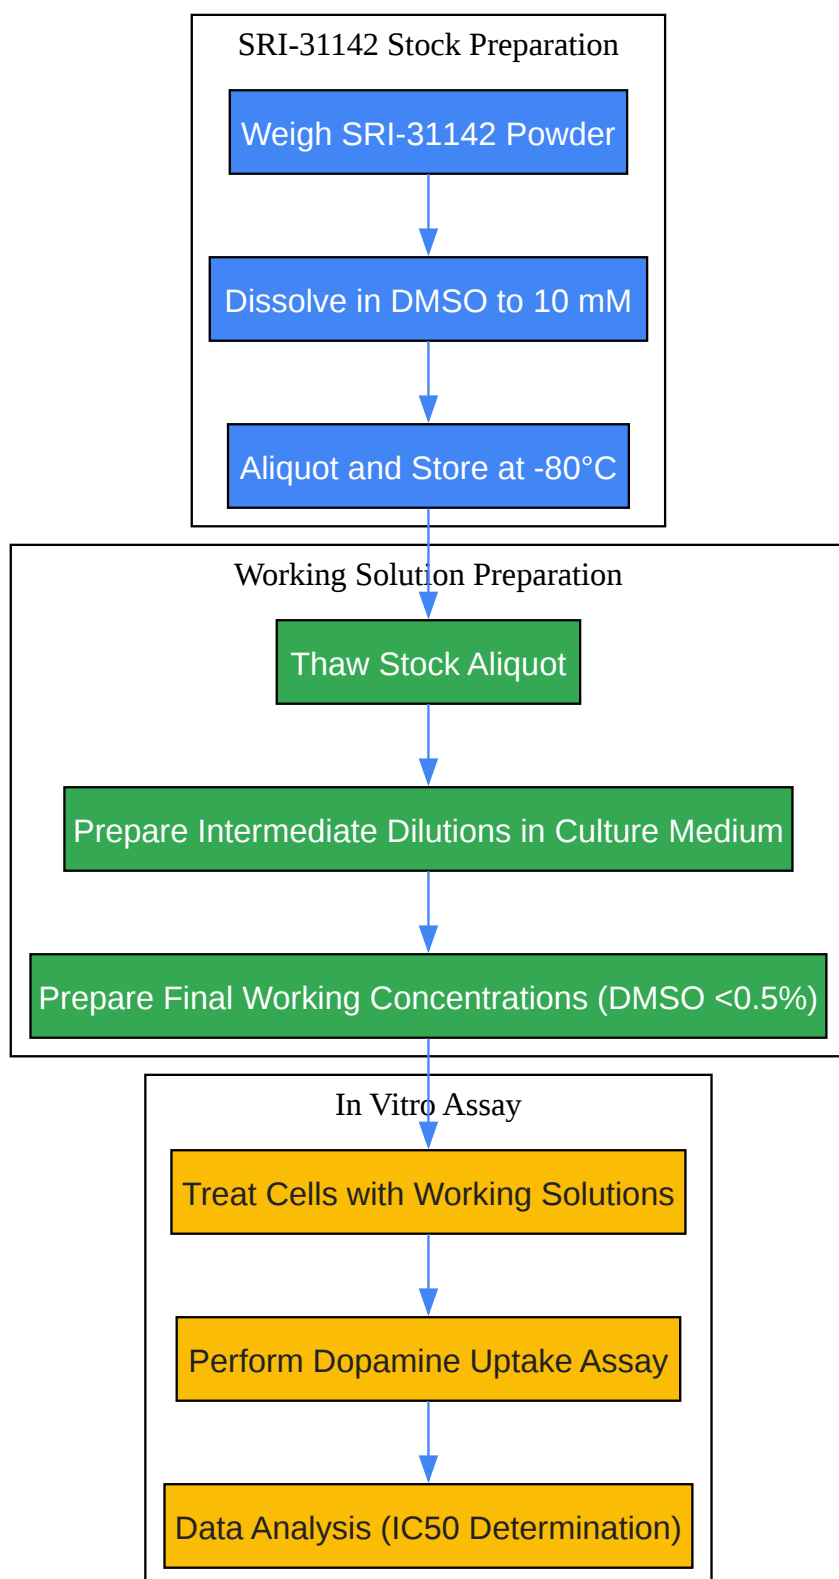 SRI-31142 Stock Preparation
Weigh SRI-31142 Powder
Dissolve in DMSO to 10 mM
Aliquot and Store at -80°C
Working Solution Preparation
Thaw Stock Aliquot
Prepare Intermediate Dilutions in Culture Medium
Prepare Final Working Concentrations (DMSO <0.5%)
In Vitro Assay
Treat Cells with Working Solutions
Perform Dopamine Uptake Assay
Data Analysis (IC50 Determination)